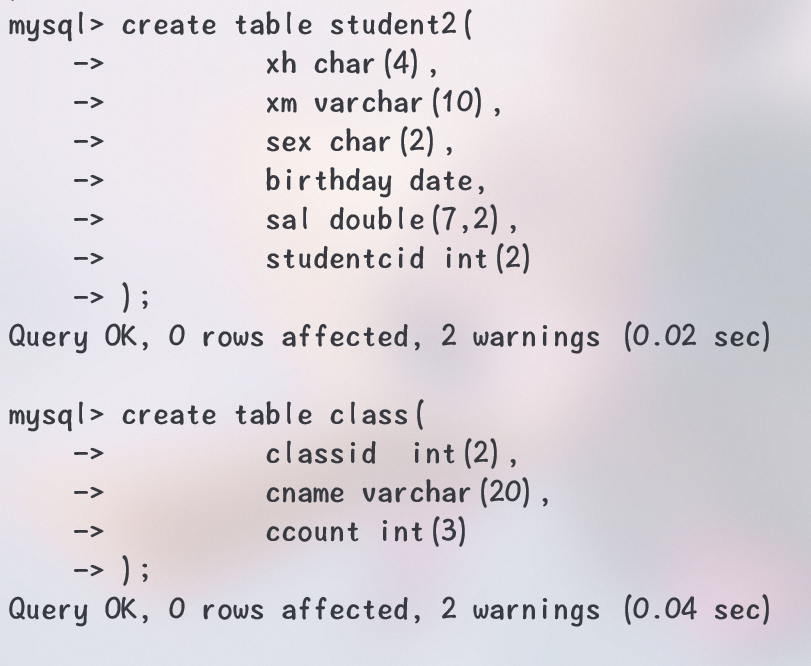 mysql> create table student2(
    ->         xh char(4),
    ->         xm varchar(10),
    ->         sex char(2),
    ->         birthday date,
    ->         sal double(7,2),
    ->         studentcid int(2)
    -> );
Query OK, 0 rows affected, 2 warnings (0.02 sec)

mysql> create table class(
    ->         classid  int(2),
    ->         cname varchar(20),
    ->         ccount int(3)
    -> );
Query OK, 0 rows affected, 2 warnings (0.04 sec)